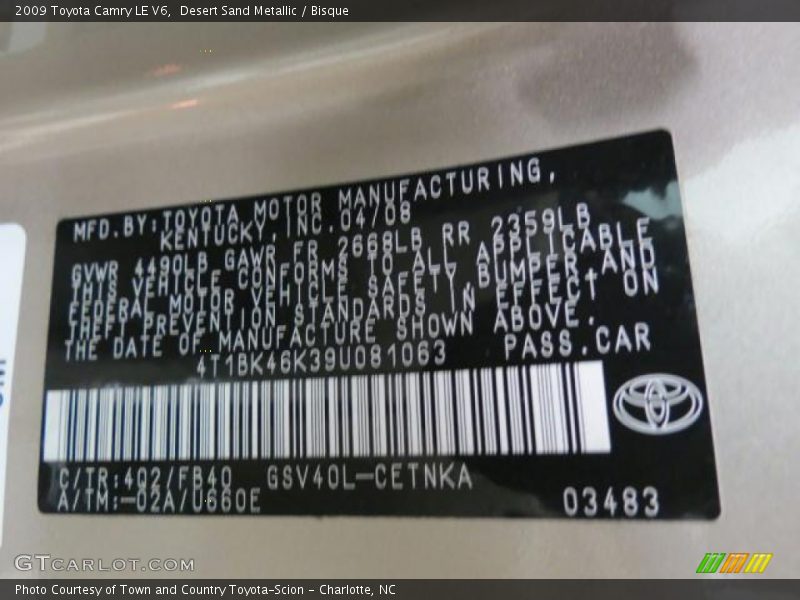 2009 Toyota Camry LE V6,  Desert Sand Metallic / Bisque
MFD.BY:TOYOTA MOTOR MANUFACTURING,
KENTUCKY,INC.04/08
GVWR 4490LB GAWR FR 2668LB RR 2359LB
THIS VEHICLE CONFORMS TO ALL APPLICABLE
FEDERAL MOTOR VEHICLE SAFETY,BUMPER,AND
THEFT PREVENTION STANDARDS IN EFFECT ON
THE DATE OF MANUFACTURE SHOWN ABOVE.
4T1BK46K39U081063 PASS.CAR
C/TR:4Q2/FB40 GSV40L-CETNKA
A/TM:-02A/U660E 03483
GTCARLOT.COM
Photo Courtesy of Town and Country Toyota-Scion - Charlotte, NC